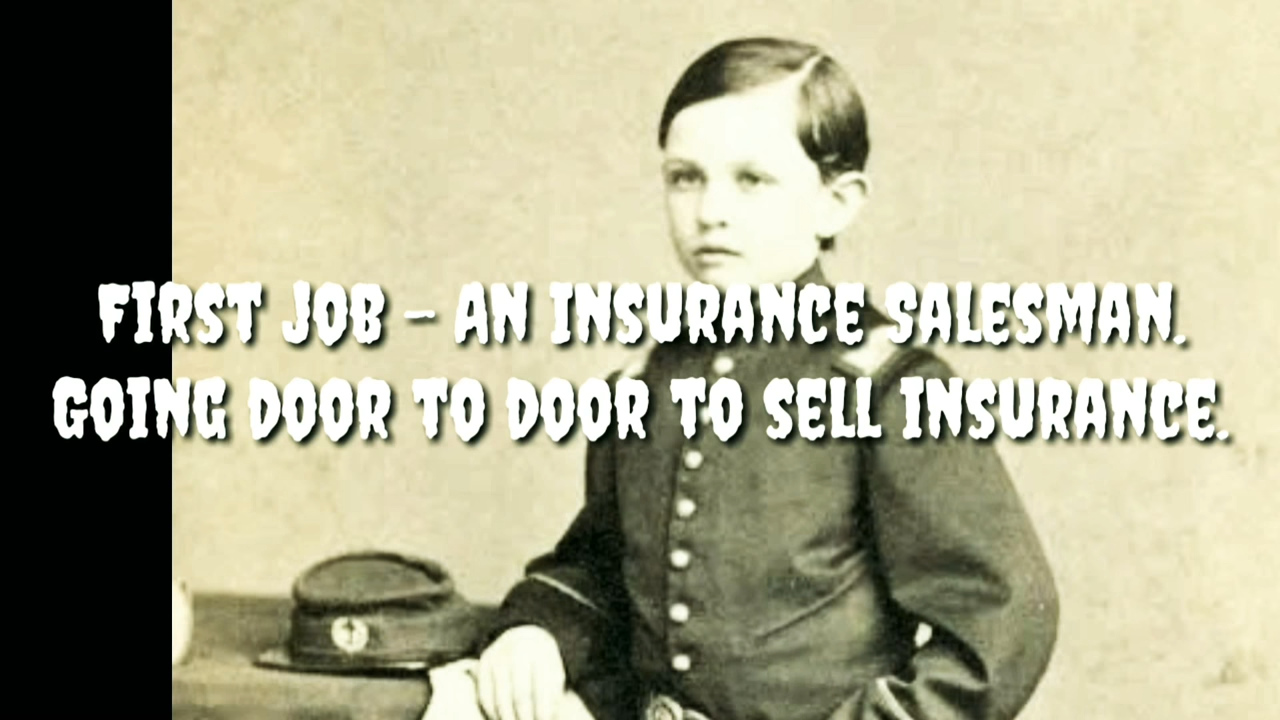 FIRST JOB - AN INSURANCE SALESMAN.
GOING DOOR TO DOOR TO SELL INSURANCE.